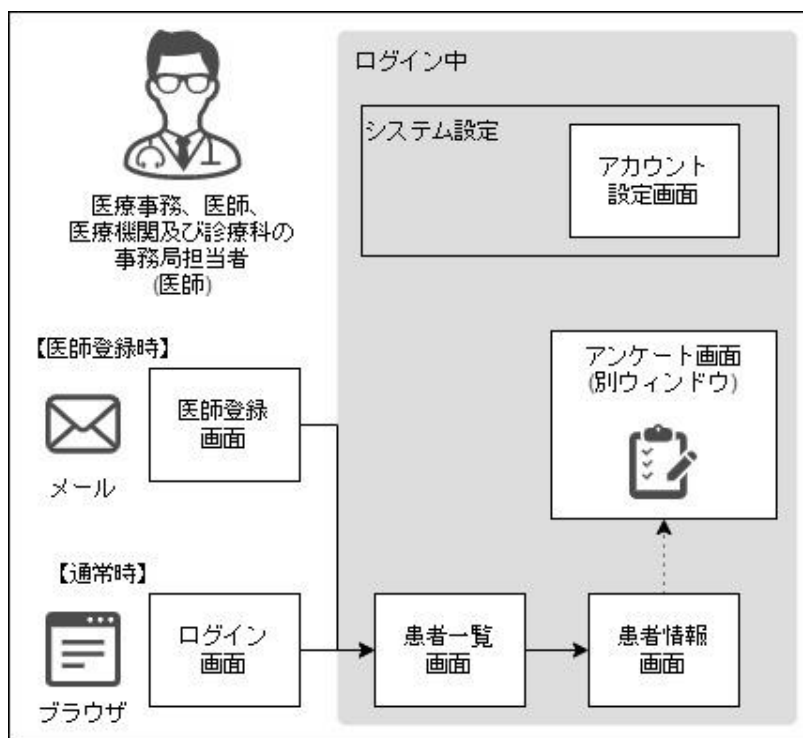 ログイン中
システム設定
アカウント
設定画面
医療事務、医師、
医療機関及び診療科の
事務局担当者
(医師)
【医師登録時】
メール
医師登録
画面
アンケート画面
(別ウィンドウ)
【通常時】
ブラウザ
ログイン
画面
患者一覧
画面
患者情報
画面